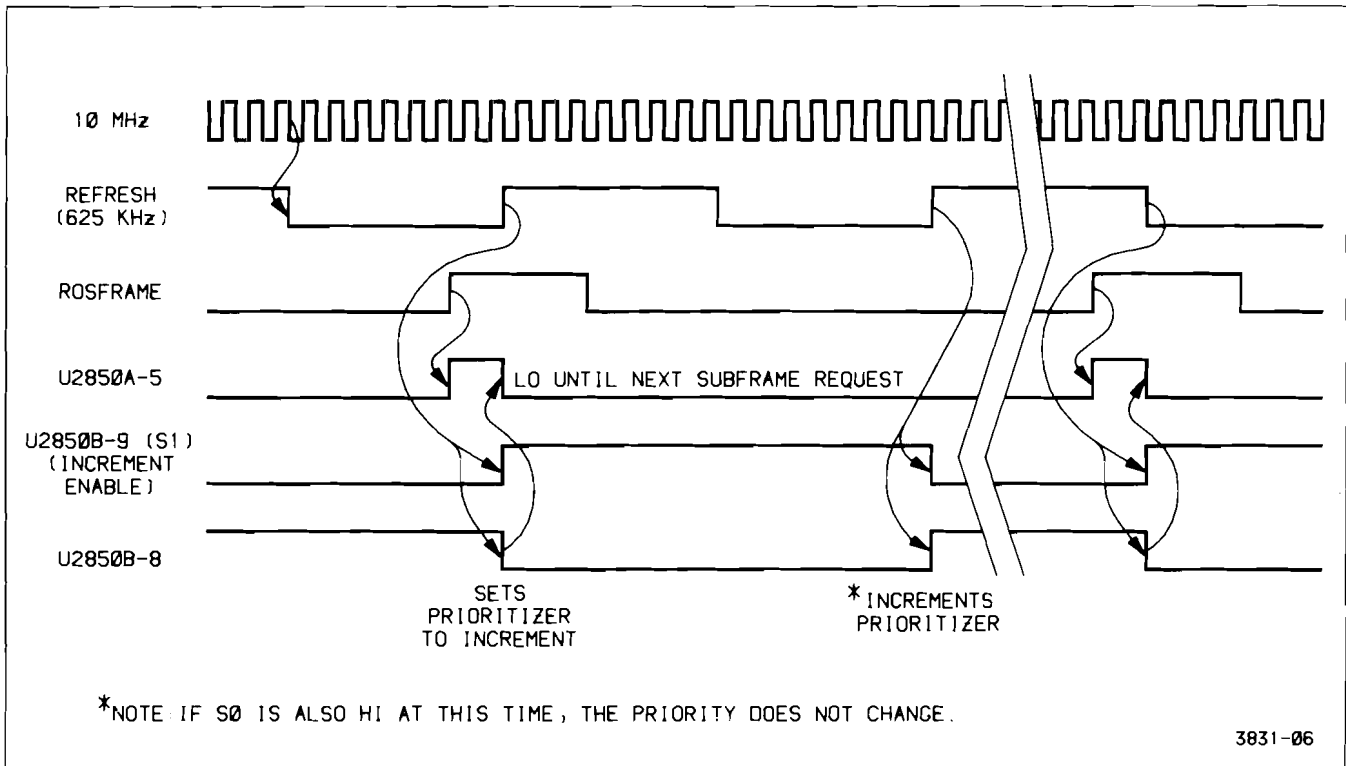 10 MHz
REFRESH
(625 KHz)
ROSFRAME
U2850A-5
LO UNTIL NEXT SUBFRAME REQUEST
U2850B-9 (S1)
(INCREMENT
ENABLE)
U2850B-8
SETS
PRIORITIZER
TO INCREMENT
*INCREMENTS
PRIORITIZER
*NOTE: IF S0 IS ALSO HI AT THIS TIME, THE PRIORITY DOES NOT CHANGE.
3831-06